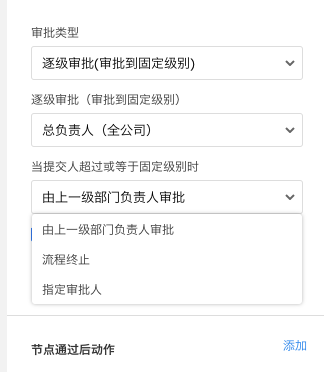 审批类型
逐级审批(审批到固定级别)
逐级审批（审批到固定级别）
总负责人（全公司）
当提交人超过或等于固定级别时
由上一级部门负责人审批
由上一级部门负责人审批
流程终止
指定审批人
节点通过后动作
添加